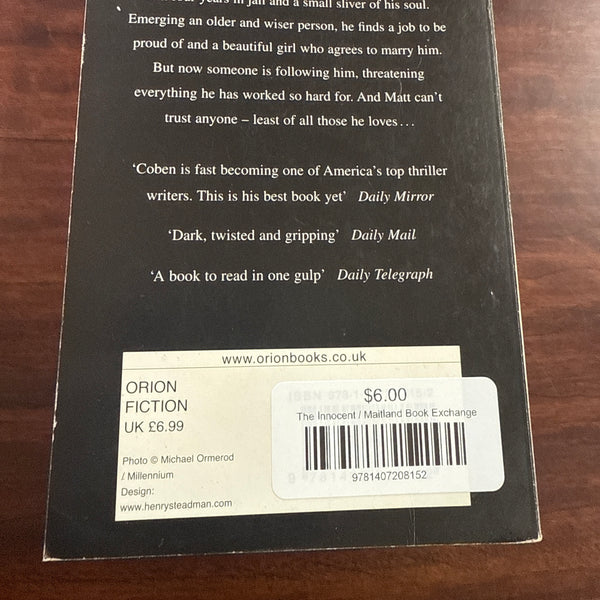 years in jail and a small sliver of his soul.
Emerging an older and wiser person, he finds a job to be
proud of and a beautiful girl who agrees to marry him.
But now someone is following him, threatening
everything he has worked so hard for. And Matt can't
trust anyone – least of all those he loves . . .
'Coben is fast becoming one of America's top thriller
writers. This is his best book yet' Daily Mirror
'Dark, twisted and gripping' Daily Mail
'A book to read in one gulp' Daily Telegraph
www.orionbooks.co.uk
ORION
FICTION
UK £6.99
Photo © Michael Ormerod
/ Millennium
Design:
www.henrysteadman.com
$6.00
The Innocent / Maitland Book Exchange
9781407208152